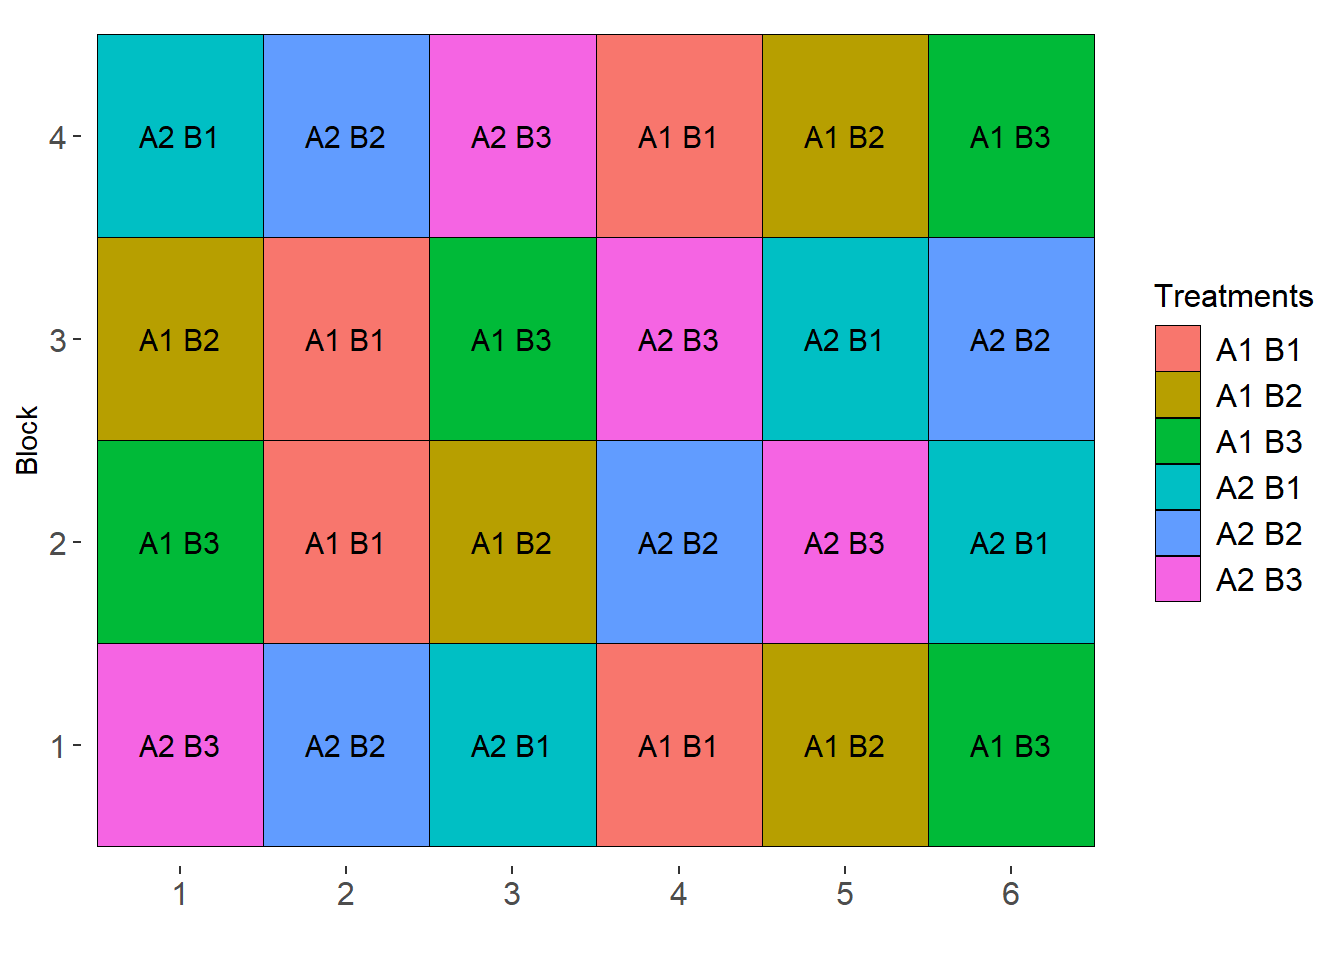 4 A2 B1 A2 B2 A2 B3 A1 B1 A1 B2 A1 B3
3 A1 B2 A1 B1 A1 B3 A2 B3 A2 B1 A2 B2
2 A1 B3 A1 B1 A1 B2 A2 B2 A2 B3 A2 B1
1 A2 B3 A2 B2 A2 B1 A1 B1 A1 B2 A1 B3
1 2 3 4 5 6
Block
Treatments
A1 B1
A1 B2
A1 B3
A2 B1
A2 B2
A2 B3